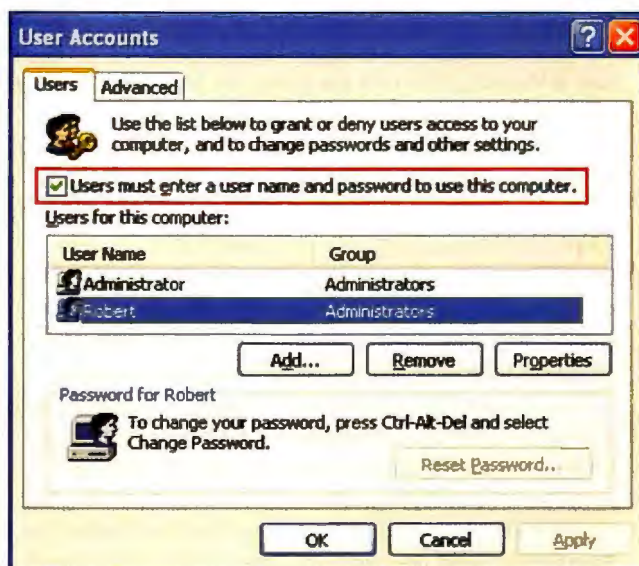 User Accounts
Users Advanced
Use the list below to grant or deny users access to your
computer, and to change passwords and other settings.
Users must enter a user name and password to use this computer.
Users for this computer:
User Name Group
Administrator Administrators
Robert Administrators
Add... Remove Properties
Password for Robert
To change your password, press Ctrl-Alt-Del and select
Change Password.
Reset Password...
OK Cancel Apply